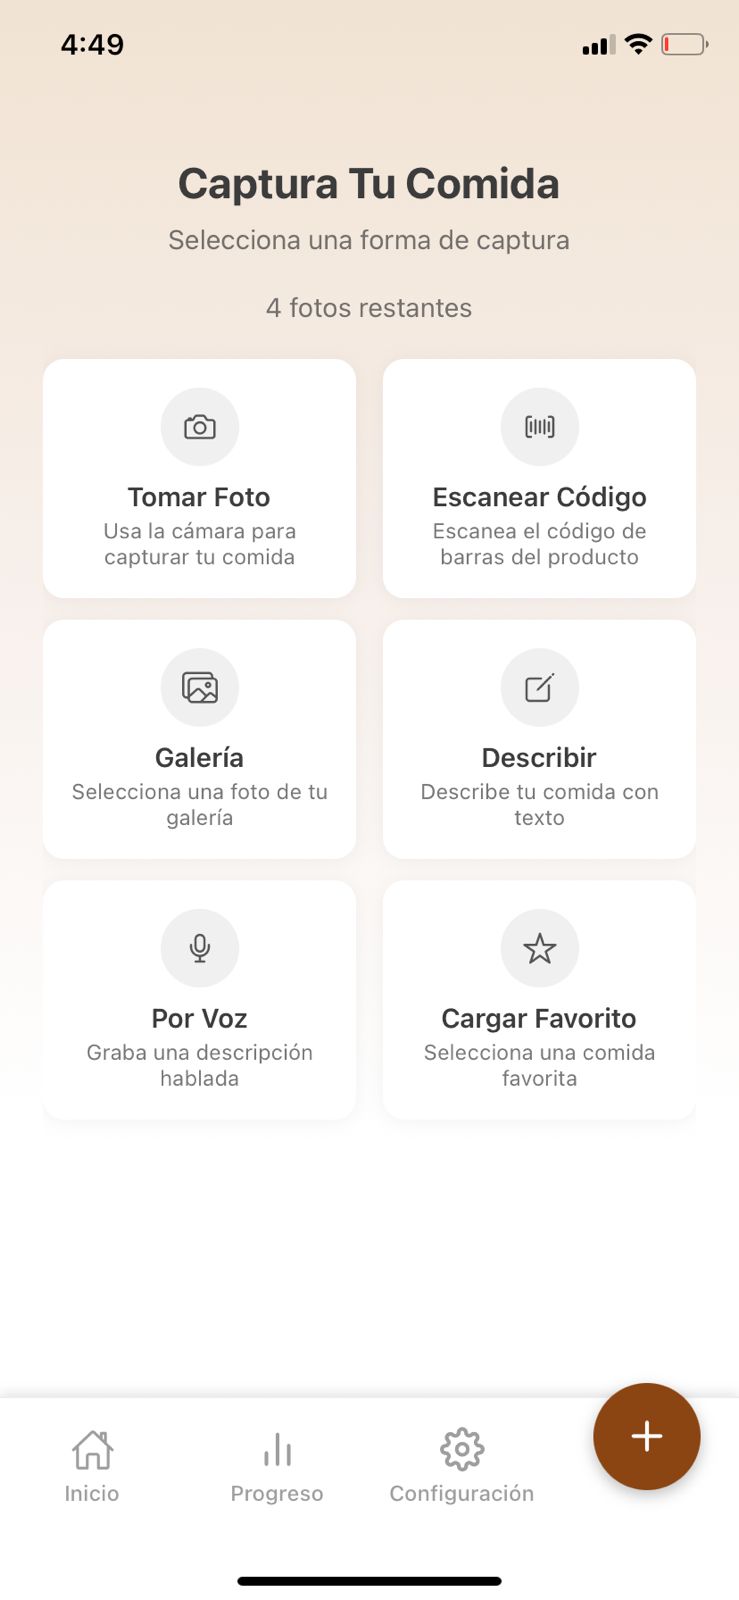 4:49
Captura Tu Comida
Selecciona una forma de captura
4 fotos restantes
Tomar Foto
Usa la cámara para
capturar tu comida
Escanear Código
Escanea el código de
barras del producto
Galería
Selecciona una foto de tu
galería
Describir
Describe tu comida con
texto
Por Voz
Graba una descripción
hablada
Cargar Favorito
Selecciona una comida
favorita
Inicio
Progreso
Configuración